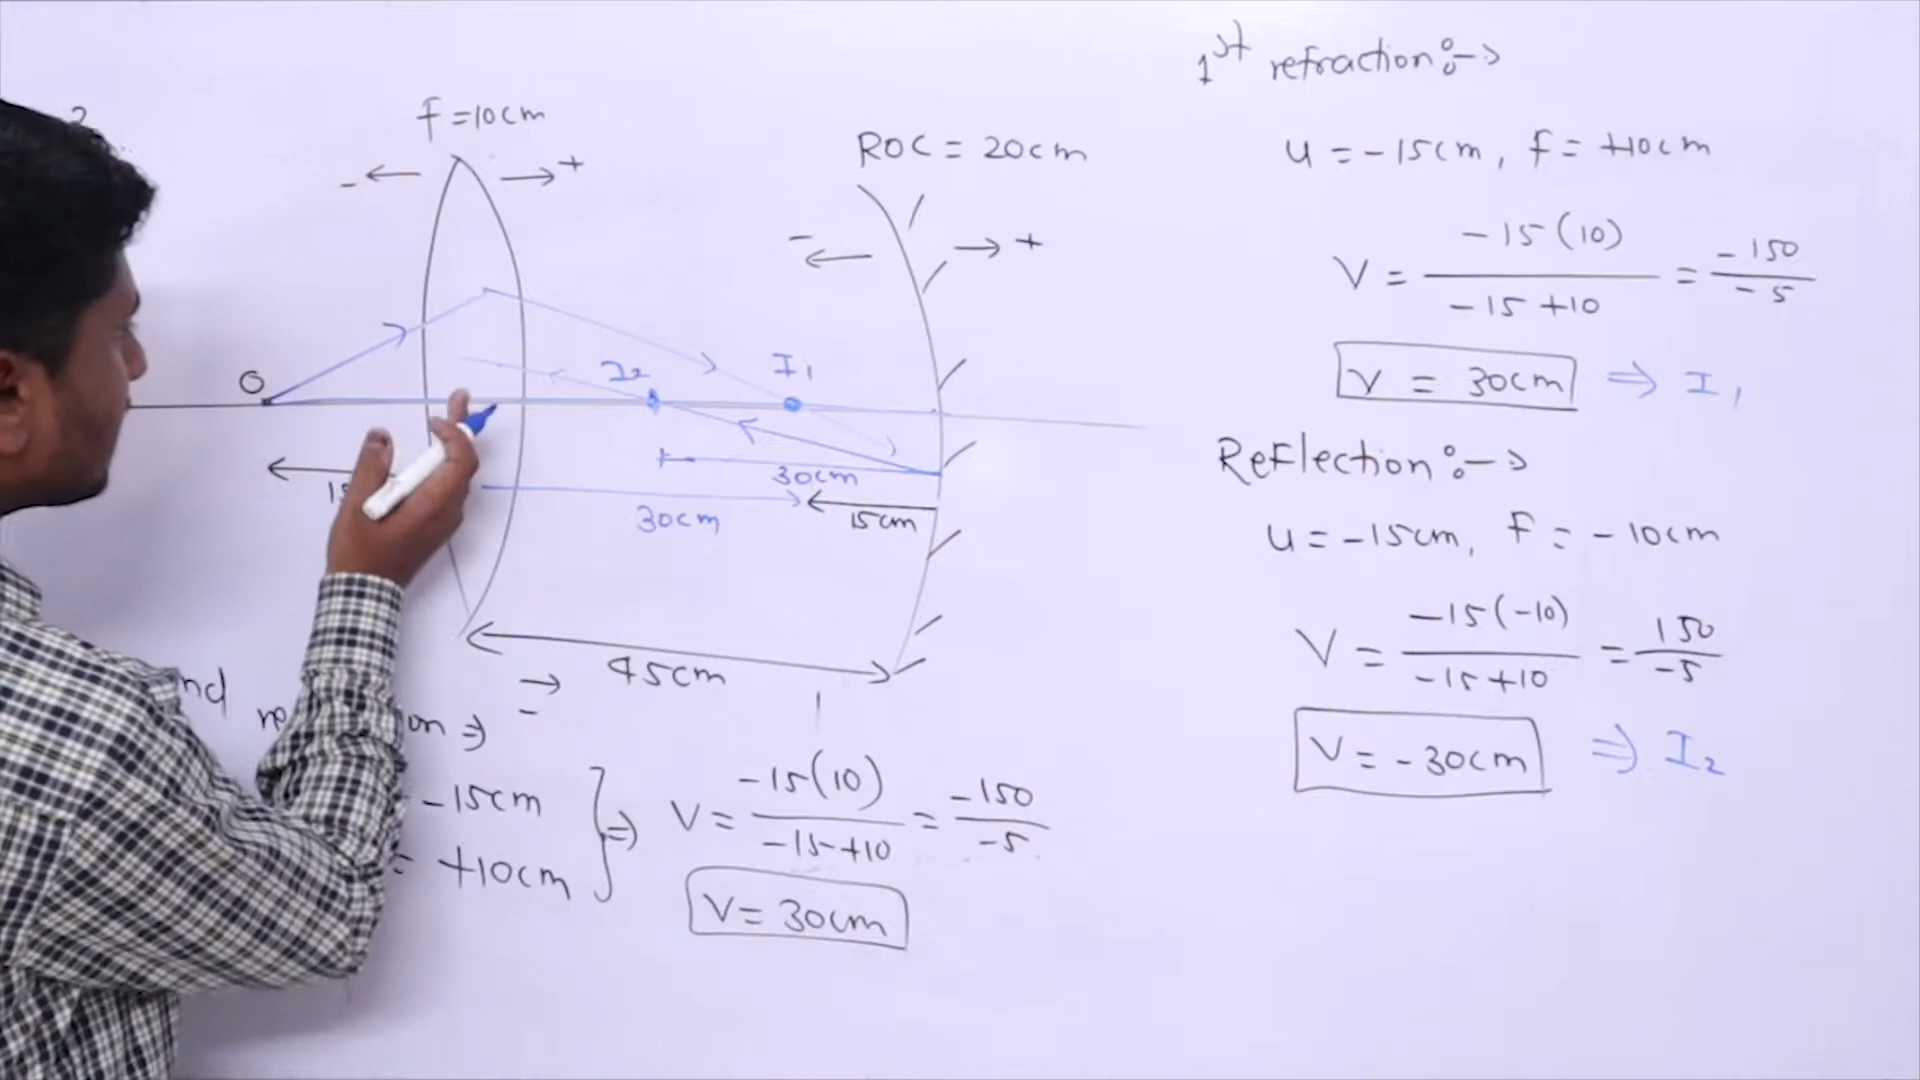 f = 10cm
- ← → +
ROC = 20cm
- ← → +
O
I₂
I₁
30cm
30cm
15cm
45cm
1st refraction :→
u = -15cm, f = +10cm
V = -15(10) / -15+10 = -150 / -5
V = 30cm ⇒ I₁
Reflection :→
u = -15cm, f = -10cm
V = -15(-10) / -15+10 = 150 / -5
V = -30cm ⇒ I₂
→
-
-15cm
= +10cm
} ⇒ V = -15(10) / -15+10 = -150 / -5
V = 30cm